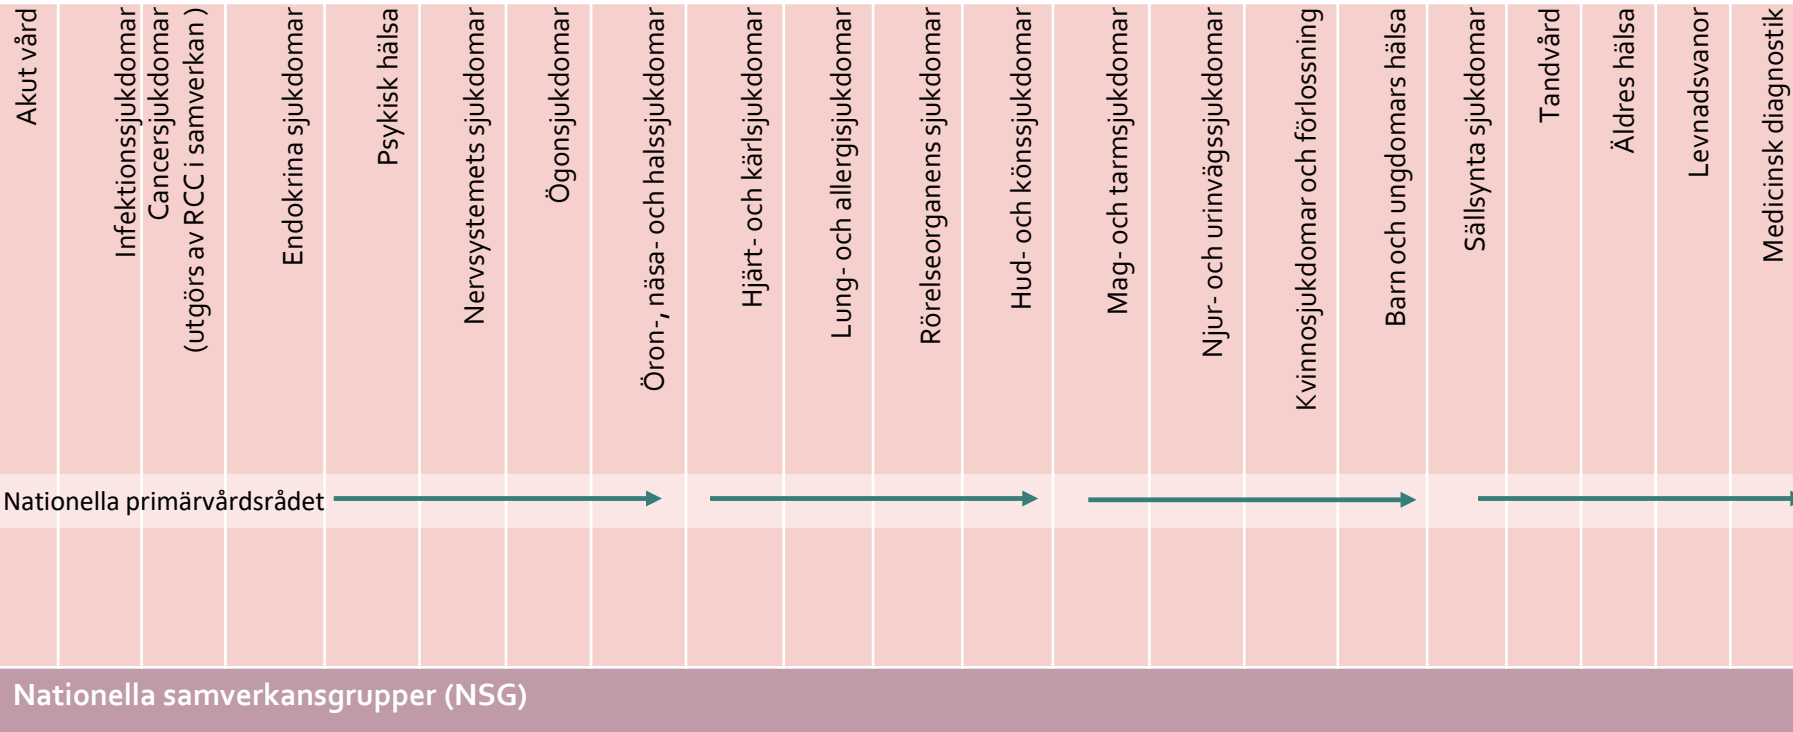 Akut vård
Infektionssjukdomar
Cancersjukdomar
(utgörs av RCC i samverkan )
Endokrina sjukdomar
Psykisk hälsa
Nervsystemets sjukdomar
Ögonsjukdomar
Öron-, näsa- och halssjukdomar
Hjärt- och kärlsjukdomar
Lung- och allergisjukdomar
Rörelseorganens sjukdomar
Hud- och könssjukdomar
Mag- och tarmsjukdomar
Njur- och urinvägssjukdomar
Kvinnosjukdomar och förlossning
Barn och ungdomars hälsa
Sällsynta sjukdomar
Tandvård
Äldres hälsa
Levnadsvanor
Medicinsk diagnostik
Nationella primärvårdsrådet
Nationella samverkansgrupper (NSG)